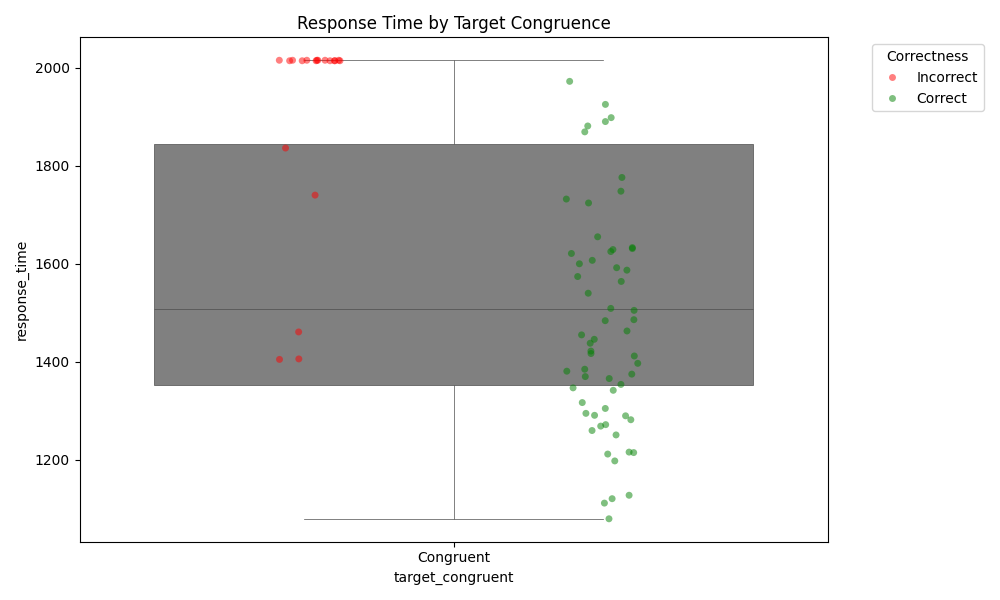 Response Time by Target Congruence
Correctness
Incorrect
Correct
2000
1800
1600
1400
1200
response_time
Congruent
target_congruent